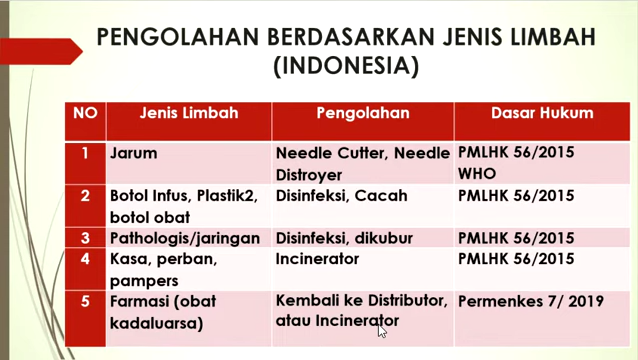 PENGOLAHAN BERDASARKAN JENIS LIMBAH
(INDONESIA)
NO Jenis Limbah Pengolahan Dasar Hukum
1 Jarum Needle Cutter, Needle PMLHK 56/2015
Distroyer WHO
2 Botol Infus, Plastik2, Disinfeksi, Cacah PMLHK 56/2015
botol obat
3 Pathologis/jaringan Disinfeksi, dikubur PMLHK 56/2015
4 Kasa, perban, Incinerator PMLHK 56/2015
pampers
5 Farmasi (obat Kembali ke Distributor, Permenkes 7/ 2019
kadaluarsa) atau Incinerator